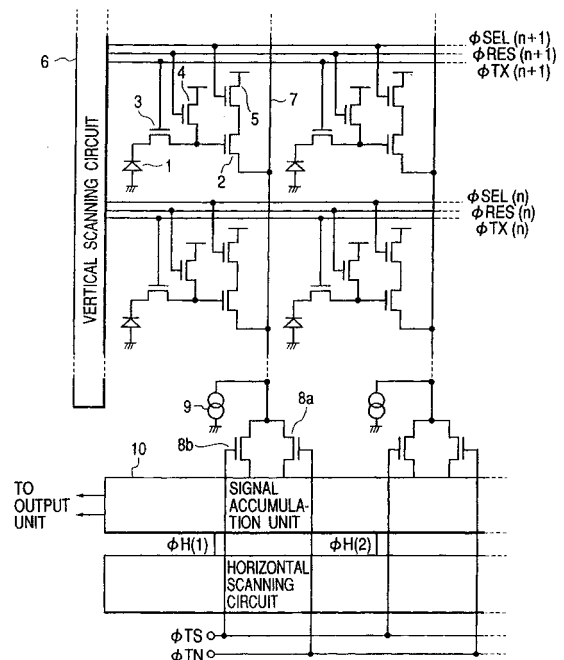 φSEL(n+1)
φRES(n+1)
φTX(n+1)
6
4
3
5
7
1
2
VERTICAL SCANNING CIRCUIT
φSEL(n)
φRES(n)
φTX(n)
9
8a
8b
10
TO
OUTPUT
UNIT
SIGNAL
ACCUMULA-
TION UNIT
φH(1)
φH(2)
HORIZONTAL
SCANNING
CIRCUIT
φTS
φTN